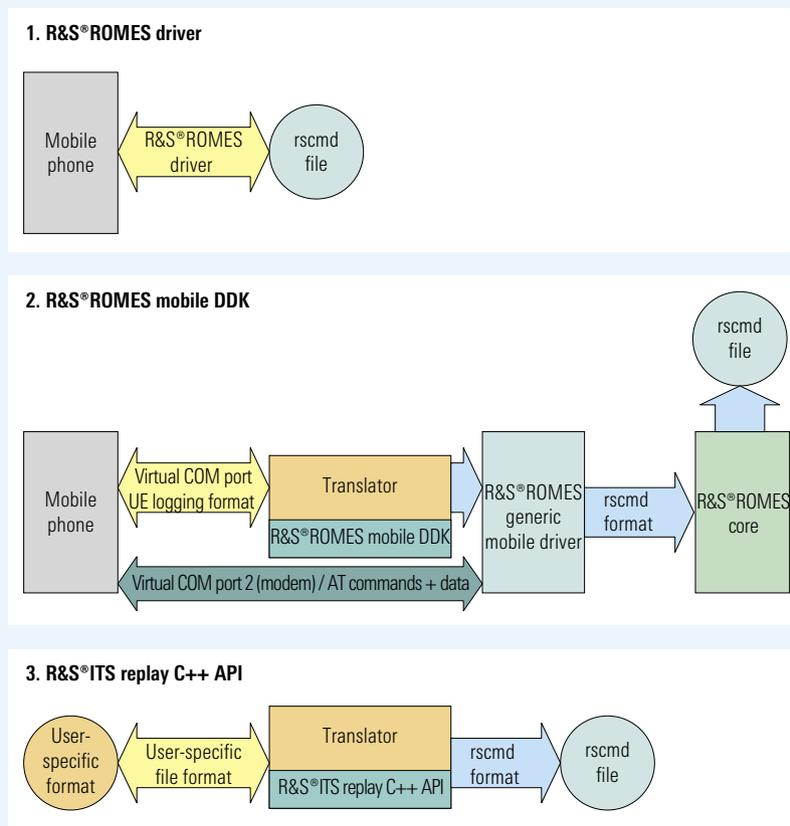 1. R&S®ROMES driver
Mobile
phone
R&S®ROMES
driver
rscmd
file
2. R&S®ROMES mobile DDK
rscmd
file
Mobile
phone
Virtual COM port
UE logging format
Translator
R&S®ROMES mobile DDK
R&S®ROMES
generic
mobile driver
rscmd
format
R&S®ROMES
core
Virtual COM port 2 (modem) / AT commands + data
3. R&S®ITS replay C++ API
User-
specific
format
User-specific
file format
Translator
R&S®ITS replay C++ API
rscmd
format
rscmd
file